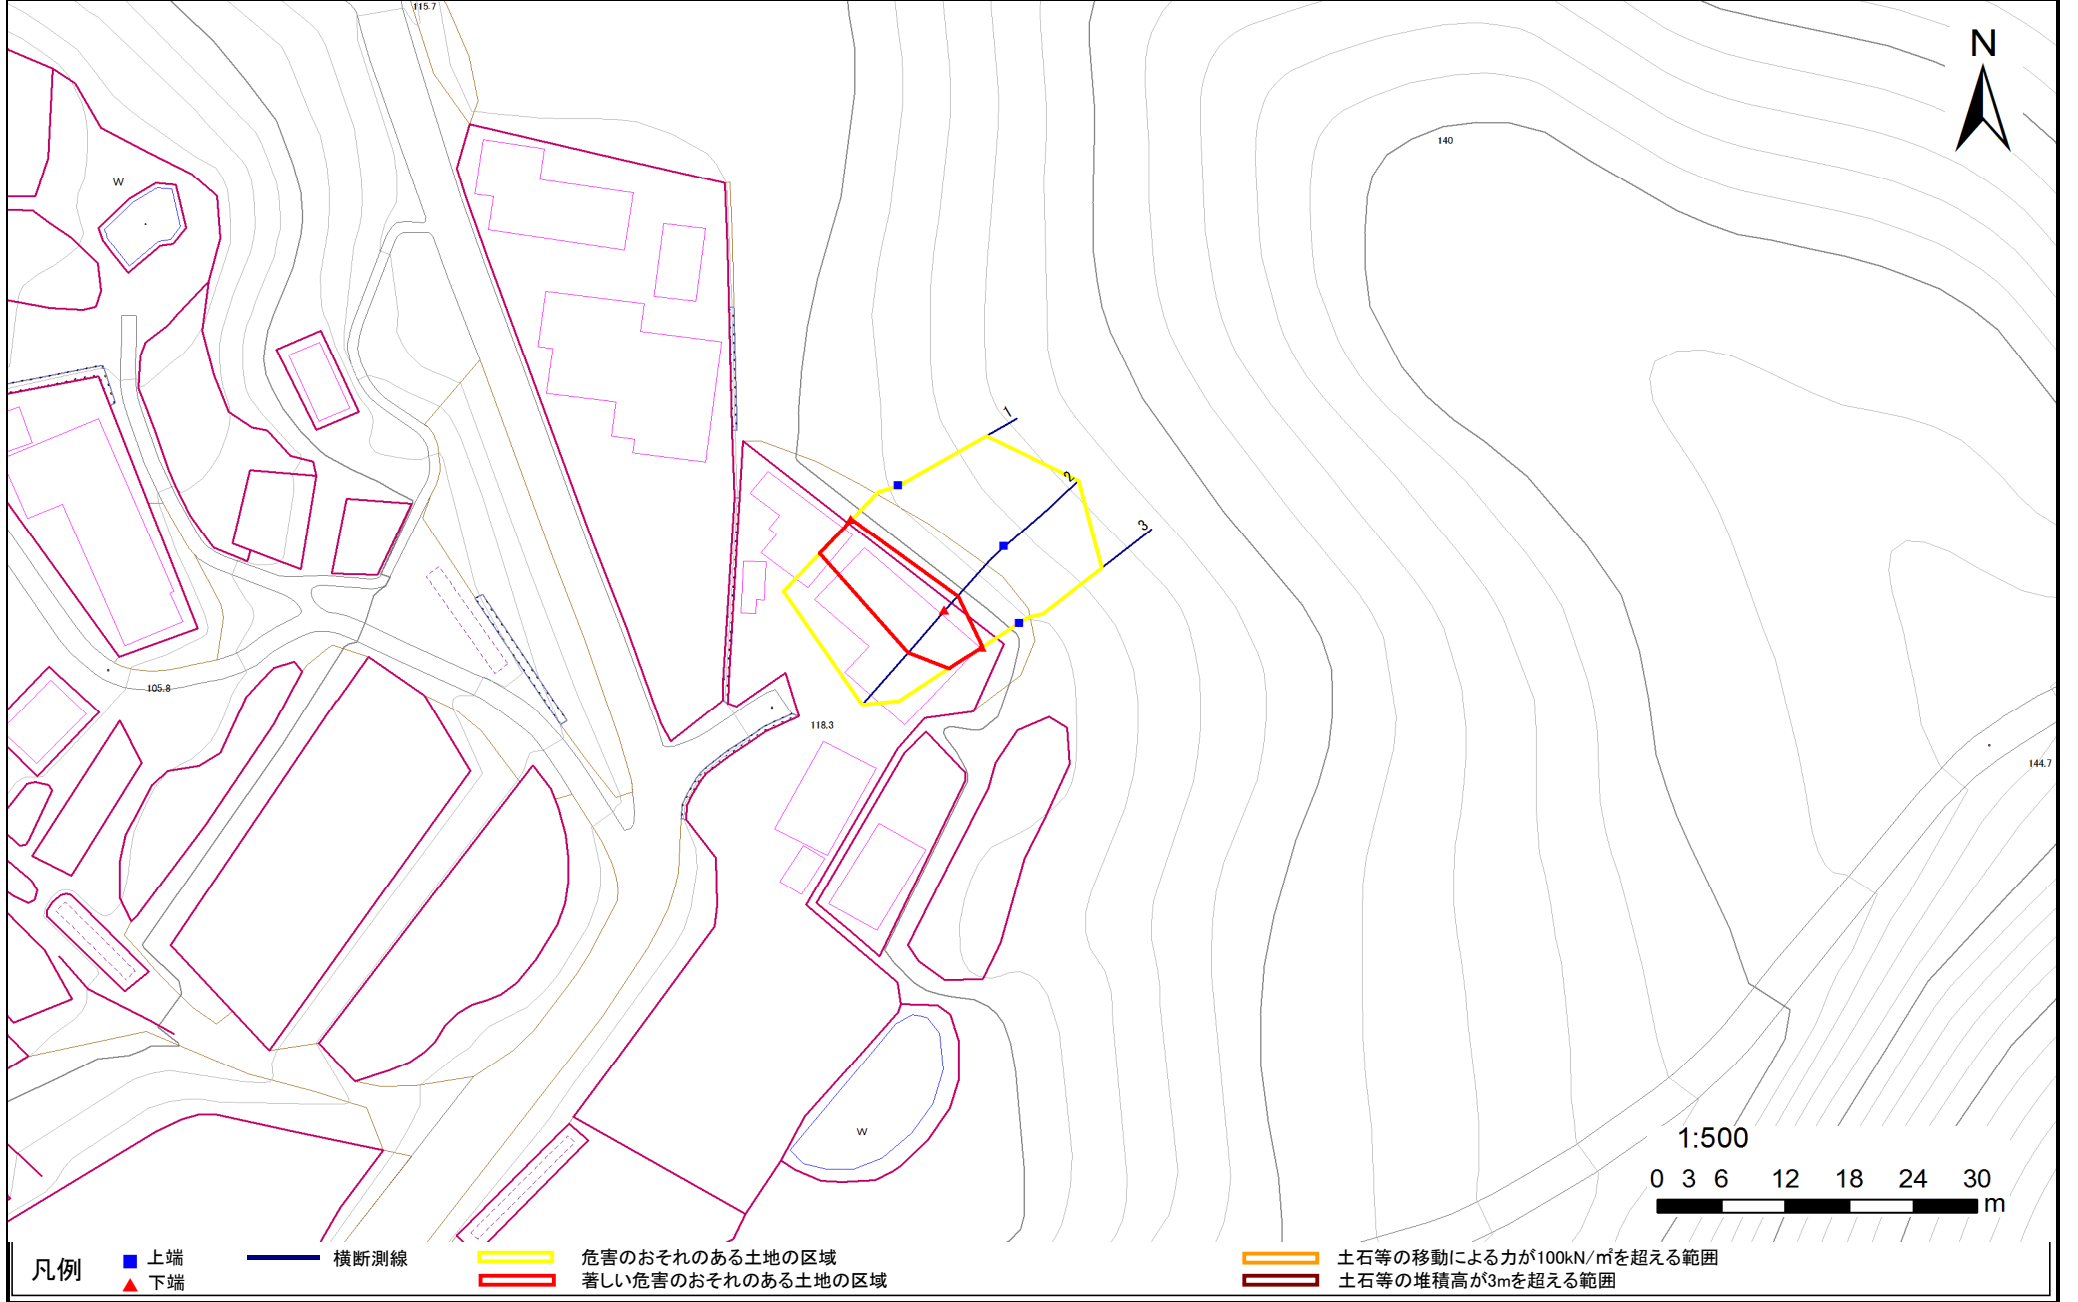 115.7
N
140
W
1
2
3
105.8
118.3
144.7
W
1:500
0 3 6 12 18 24 30
m
凡例
上端
下端
横断測線
危害のおそれのある土地の区域
著しい危害のおそれのある土地の区域
土石等の移動による力が100kN/㎡を超える範囲
土石等の堆積高が3mを超える範囲